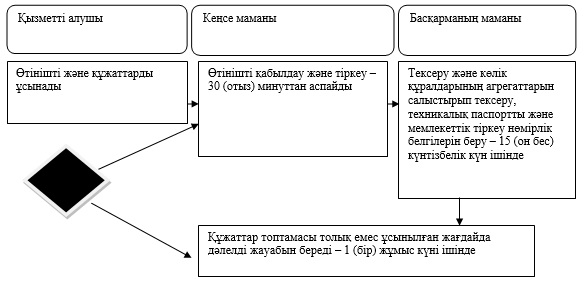 Қызметті алушы
Кеңсе маманы
Басқарманың маманы
Өтінішті және құжаттарды
ұсынады
Өтінішті қабылдау және тіркеу –
30 (отыз) минуттан аспайды
Тексеру және көлік
құралдарының агрегаттарын
салыстырып тексеру,
техникалық паспортты және
мемлекеттік тіркеу нөмірлік
белгілерін беру – 15 (он бес)
күнтізбелік күн ішінде
Құжаттар топтамасы толық емес ұсынылған жағдайда
дәлелді жауабын береді – 1 (бір) жұмыс күні ішінде